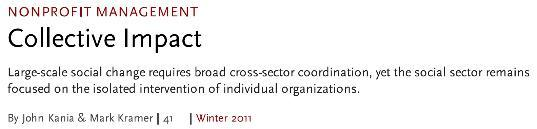 NONPROFIT MANAGEMENT
Collective Impact
Large-scale social change requires broad cross-sector coordination, yet the social sector remains
focused on the isolated intervention of individual organizations.
By John Kania & Mark Kramer | 41 | Winter 2011